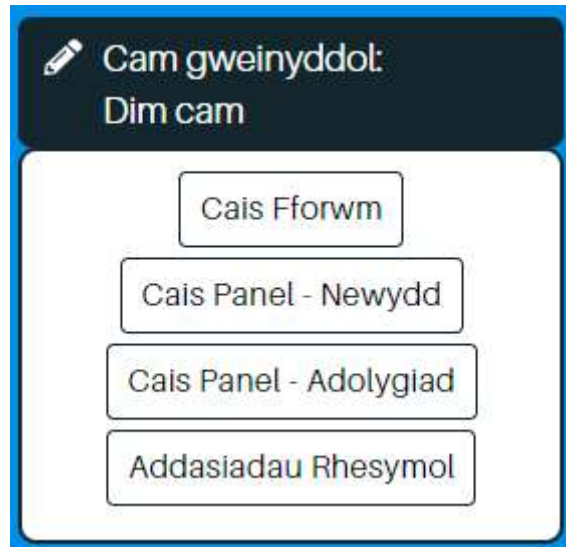 Cam gweinyddol:
Dim cam
Cais Fforwm
Cais Panel - Newydd
Cais Panel - Adolygiad
Addasiadau Rhesymol